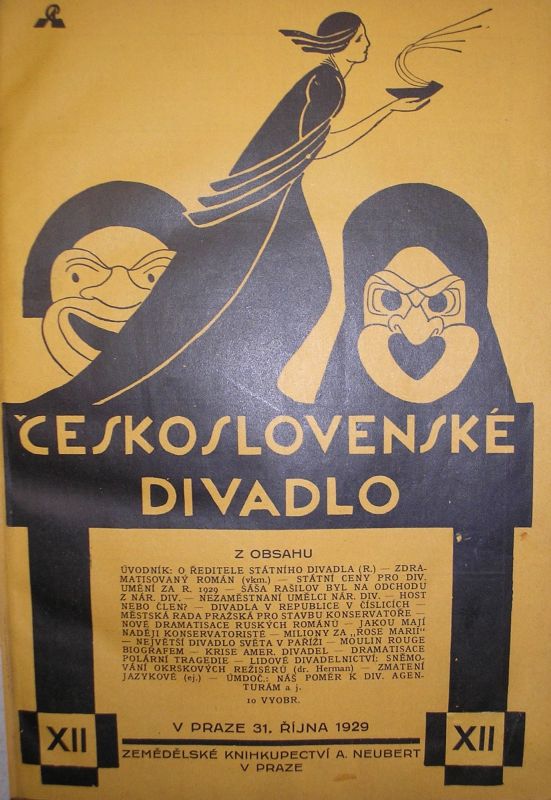 ČESKOSLOVENSKÉ
DIVADLO
Z OBSAHU
ÚVODNÍK: O ŘEDITELE STÁTNÍHO DIVADLA (R.) — ZDRA-
MATISOVANÝ ROMÁN (vkm.) — STÁTNÍ CENY PRO DIV.
UMĚNÍ ZA R. 1929 — ŠÁŠA RAŠILOV BYL NA ODCHODU
Z NÁR. DIV. — NEZAMĚSTNANÍ UMĚLCI NÁR. DIV. — HOST
NEBO ČLEN? — DIVADLA V REPUBLICE V ČÍSLICÍCH —
MĚSTSKÁ RADA PRAŽSKÁ PRO STAVBU KONSERVATOŘE —
NOVÉ DRAMATISACE RUSKÝCH ROMÁNŮ — JAKOU MAJÍ
NADĚJI KONSERVATORISTÉ — MILIONY ZA „ROSE MARII“
— NEJVĚTŠÍ DIVADLO SVĚTA V PAŘÍŽI — MOULIN ROUGE
BIOGRAFEM — KRISE AMER. DIVADEL — DRAMATISACE
POLÁRNÍ TRAGEDIE — LIDOVÉ DIVADELNICTVÍ: SNĚMO-
VÁNÍ OKRSKOVÝCH REŽISÉRŮ (dr. Herman) — ZMATENÍ
JAZYKOVÉ (ej.) — ÚMDOČ.: NÁŠ POMĚR K DIV. AGEN-
TURÁM a j.
10 VYOBR.
XII
V PRAZE 31. ŘÍJNA 1929
XII
ZEMĚDĚLSKÉ KNIHKUPECTVÍ A. NEUBERT
V PRAZE